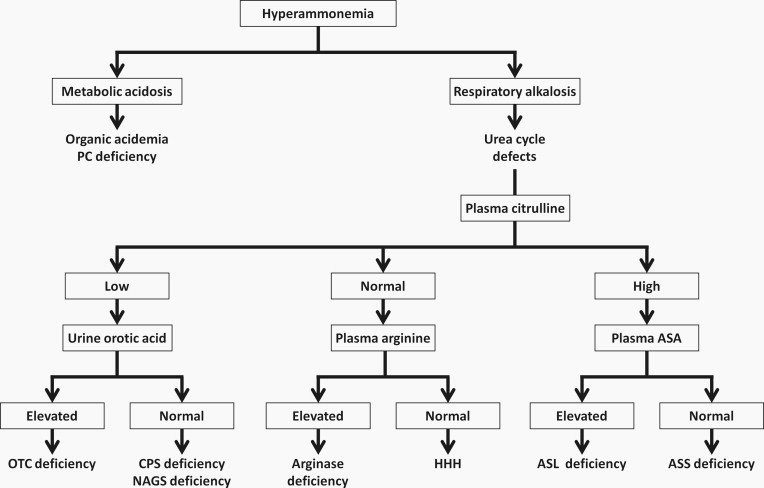 Hyperammonemia
Metabolic acidosis
Respiratory alkalosis
Organic acidemia
PC deficiency
Urea cycle
defects
Plasma citrulline
Low
Normal
High
Urine orotic acid
Plasma arginine
Plasma ASA
Elevated
Normal
Elevated
Normal
Elevated
Normal
OTC deficiency
CPS deficiency
NAGS deficiency
Arginase
deficiency
HHH
ASL deficiency
ASS deficiency